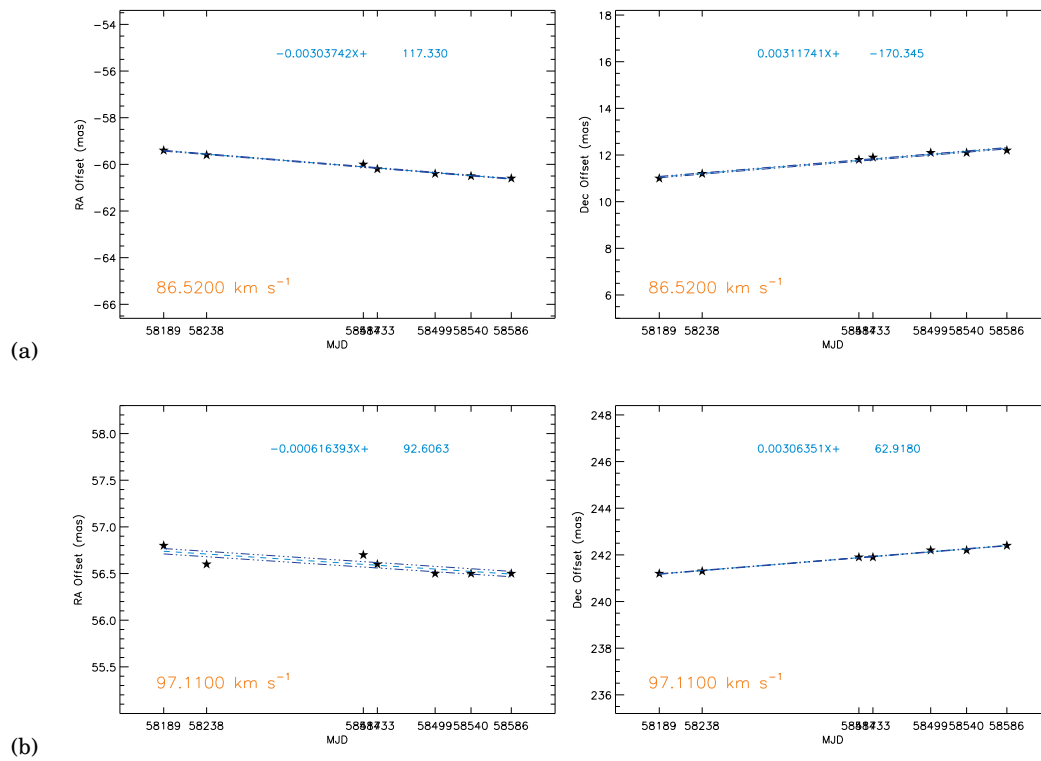 −54
−56
−58
−60
−62
−64
−66
RA Offset (mas)
−0.00303742X+ 117.330
86.5200 km s⁻¹
58189 58238 58433 58499 58540 58586
MJD
18
16
14
12
10
8
6
Dec Offset (mas)
0.00311741X+ −170.345
86.5200 km s⁻¹
58189 58238 58433 58499 58540 58586
MJD
(a)
58.0
57.5
57.0
56.5
56.0
55.5
RA Offset (mas)
−0.000616393X+ 92.6063
97.1100 km s⁻¹
58189 58238 58433 58499 58540 58586
MJD
248
246
244
242
240
238
236
Dec Offset (mas)
0.00306351X+ 62.9180
97.1100 km s⁻¹
58189 58238 58433 58499 58540 58586
MJD
(b)